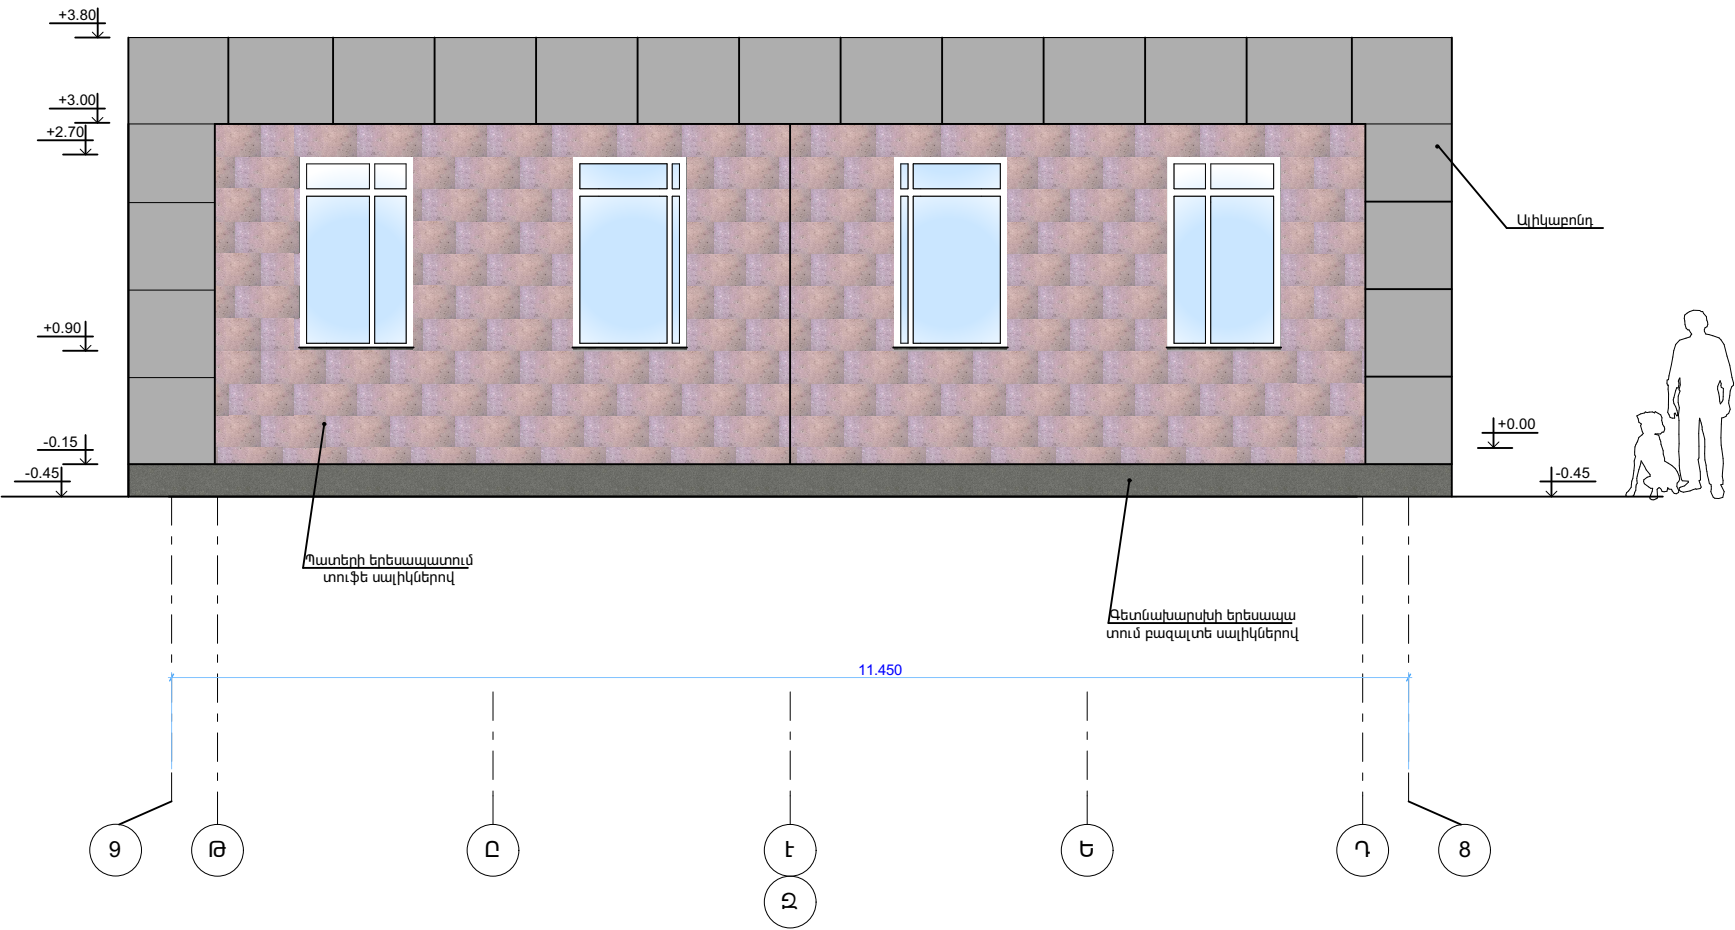 +3.80
+3.00
+2.70
Ալիկաբոնդ
+0.90
-0.15
+0.00
-0.45
-0.45
Պատերի երեսապատում
տուֆե սալիկներով
Գետնախարսխի երեսապա
տում բազալտե սալիկներով
11.450
9
Թ
Ը
Է
Ե
Դ
8
Զ